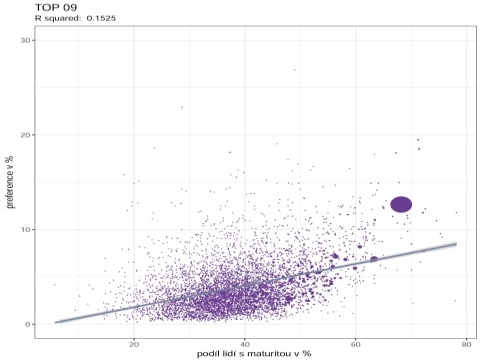 TOP 09
R squared: 0.1525
30
20
10
0
preference v %
20
40
60
80
podíl lidí s maturitou v %